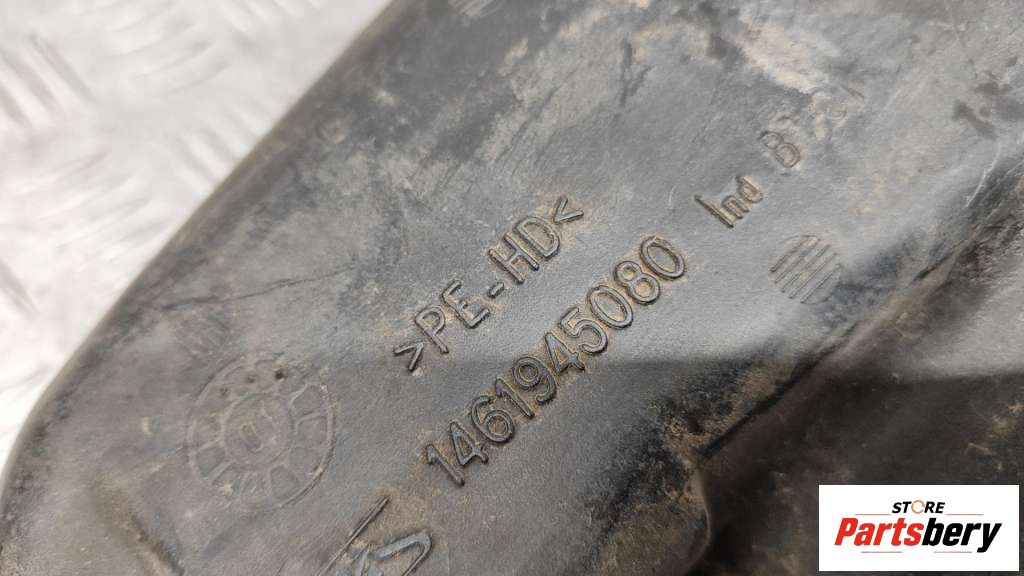 >PE-HD<
1461945080
Ind B
STORE
Partsbery